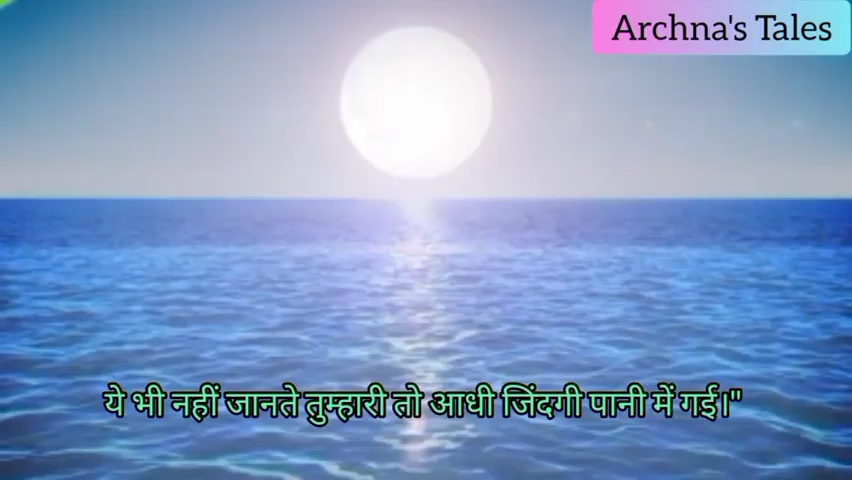 Archna's Tales
ये भी नहीं जानते तुम्हारी तो आधी जिंदगी पानी में गई।"